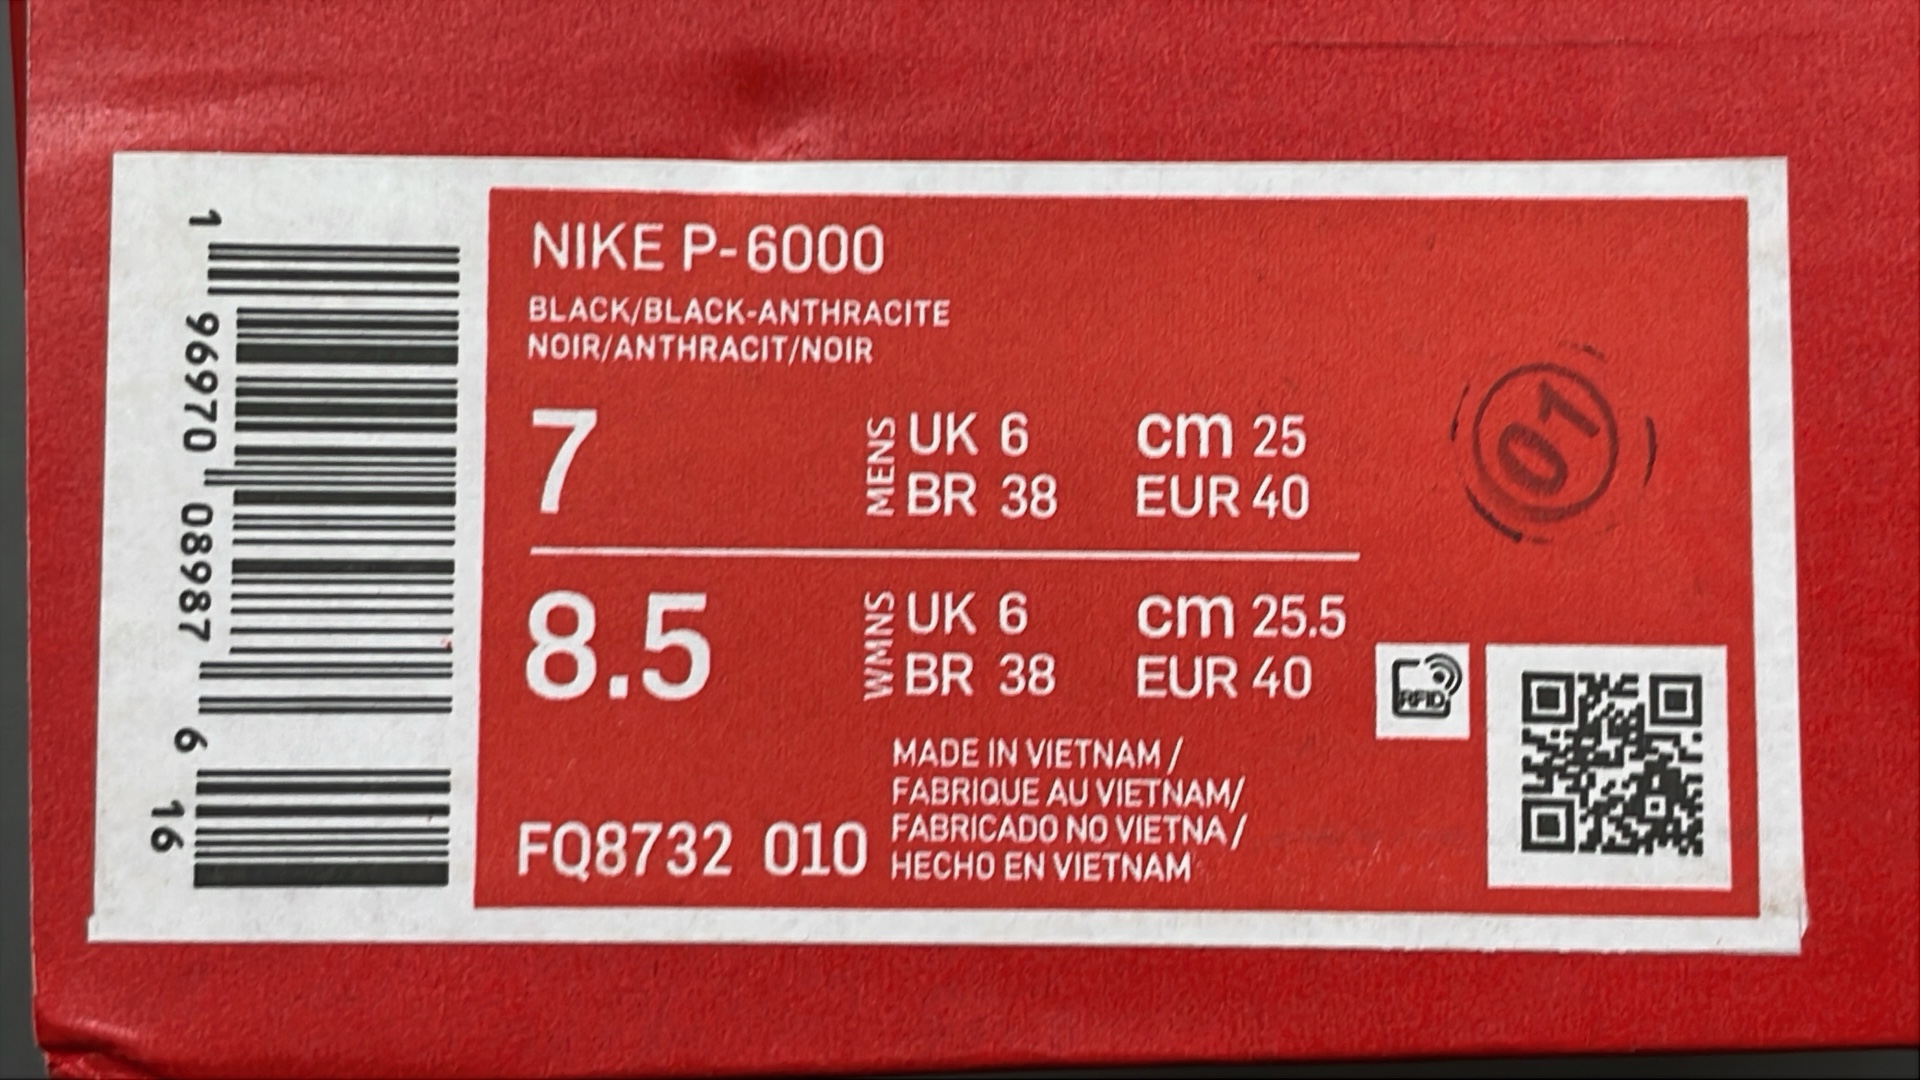 1 96970 08987 6 16
NIKE P-6000
BLACK/BLACK-ANTHRACITE
NOIR/ANTHRACIT/NOIR
7 MENS UK 6 cm 25
BR 38 EUR 40
01
8.5 WMNS UK 6 cm 25.5
BR 38 EUR 40
RFID
MADE IN VIETNAM /
FABRIQUE AU VIETNAM/
FABRICADO NO VIETNA /
HECHO EN VIETNAM
FQ8732 010